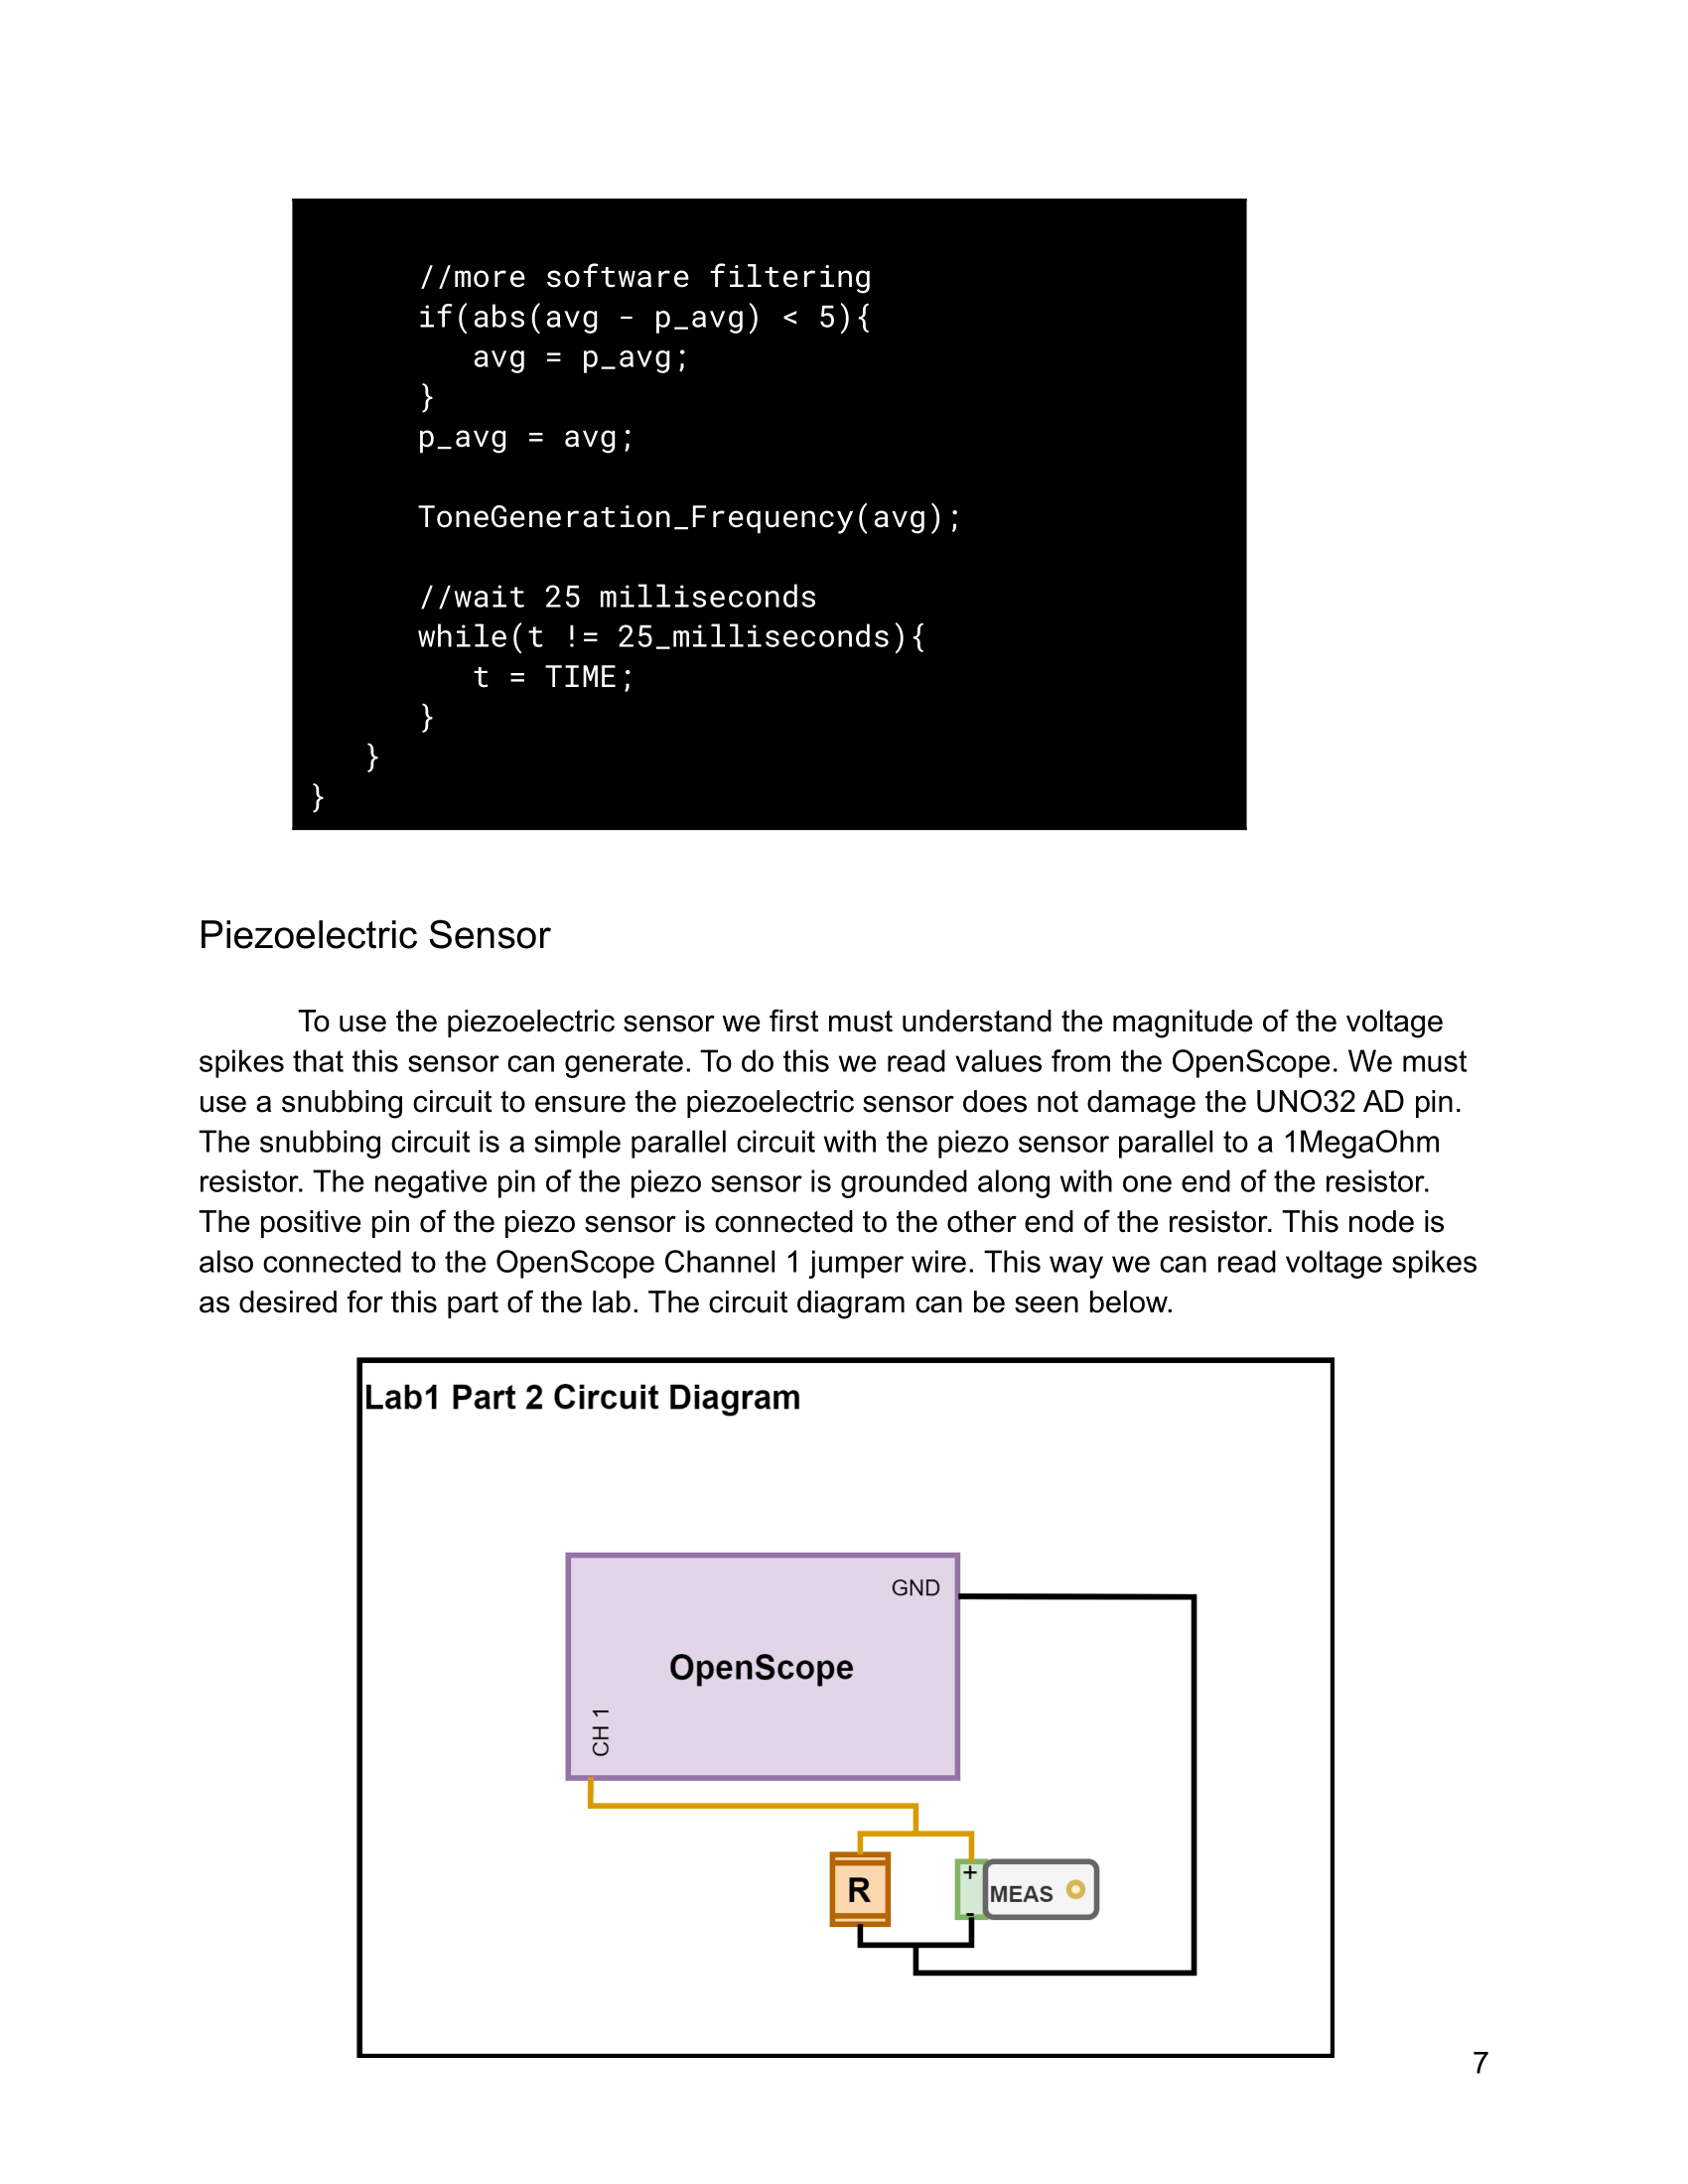 //more software filtering
if(abs(avg - p_avg) < 5){
avg = p_avg;
}
p_avg = avg;
ToneGeneration_Frequency(avg);
//wait 25 milliseconds
while(t != 25_milliseconds){
t = TIME;
}
}
}
Piezoelectric Sensor
To use the piezoelectric sensor we first must understand the magnitude of the voltage
spikes that this sensor can generate. To do this we read values from the OpenScope. We must
use a snubbing circuit to ensure the piezoelectric sensor does not damage the UNO32 AD pin.
The snubbing circuit is a simple parallel circuit with the piezo sensor parallel to a 1MegaOhm
resistor. The negative pin of the piezo sensor is grounded along with one end of the resistor.
The positive pin of the piezo sensor is connected to the other end of the resistor. This node is
also connected to the OpenScope Channel 1 jumper wire. This way we can read voltage spikes
as desired for this part of the lab. The circuit diagram can be seen below.
Lab1 Part 2 Circuit Diagram
GND
OpenScope
CH 1
R
+
MEAS
-
7